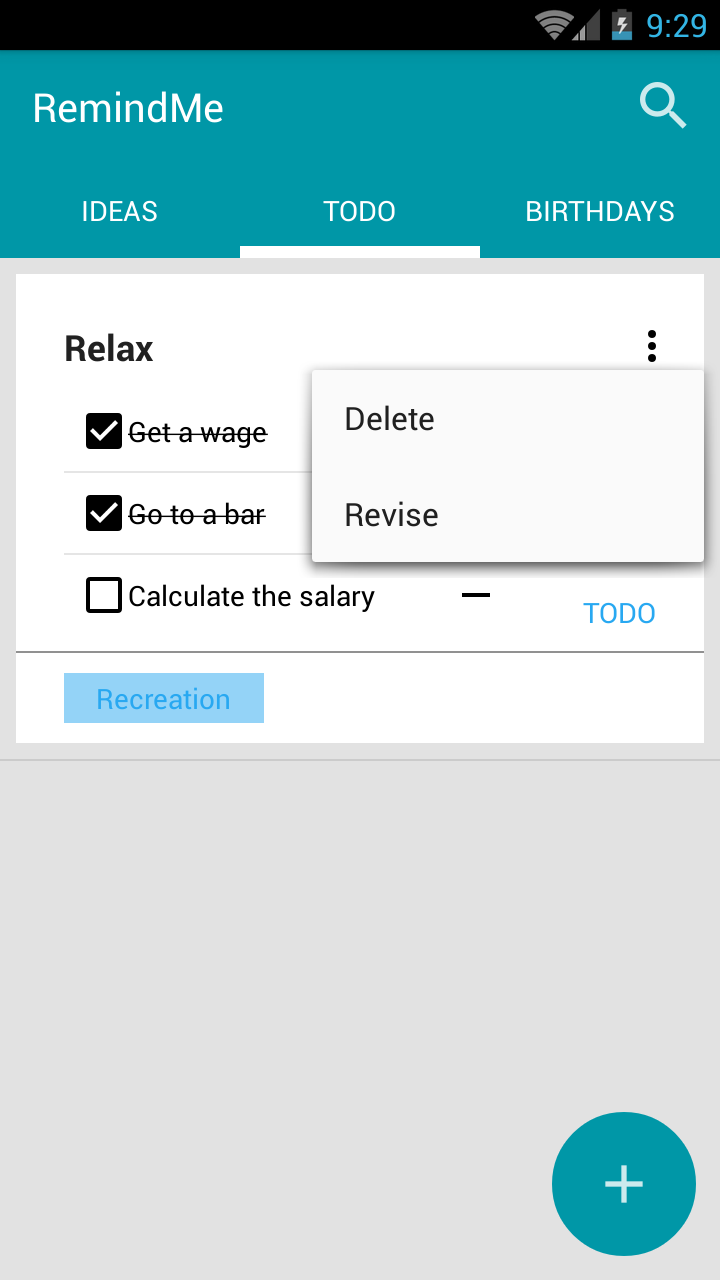 9:29
RemindMe
IDEAS TODO BIRTHDAYS
Relax
Delete
Get a wage
Revise
Go to a bar
Calculate the salary
TODO
Recreation